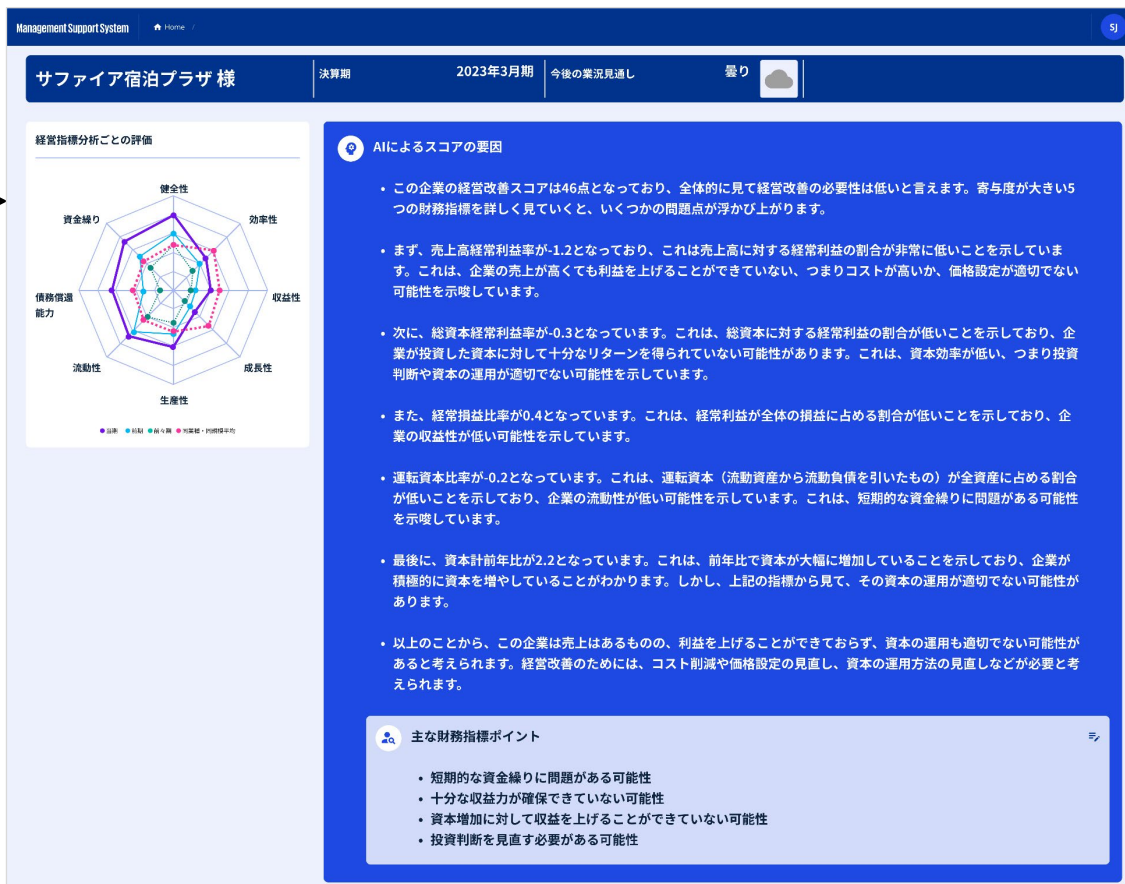 Management Support System
Home /
SJ
サファイア宿泊プラザ 様
決算期
2023年3月期
今後の業況見通し
曇り
経営指標分析ごとの評価
健全性
効率性
収益性
成長性
生産性
流動性
債務償還
能力
資金繰り
当期 前期 前々期 同業種・同規模平均
AIによるスコアの要因
• この企業の経営改善スコアは46点となっており、全体的に見て経営改善の必要性は低いと言えます。寄与度が大きい5
つの財務指標を詳しく見ていくと、いくつかの問題点が浮かび上がります。
• まず、売上高経常利益率が-1.2となっており、これは売上高に対する経常利益の割合が非常に低いことを示していま
す。これは、企業の売上が高くても利益を上げることができていない、つまりコストが高いか、価格設定が適切でない
可能性を示唆しています。
• 次に、総資本経常利益率が-0.3となっています。これは、総資本に対する経常利益の割合が低いことを示しており、企
業が投資した資本に対して十分なリターンを得られていない可能性があります。これは、資本効率が低い、つまり投資
判断や資本の運用が適切でない可能性を示しています。
• また、経常損益比率が0.4となっています。これは、経常利益が全体の損益に占める割合が低いことを示しており、企
業の収益性が低い可能性を示しています。
• 運転資本比率が-0.2となっています。これは、運転資本（流動資産から流動負債を引いたもの）が全資産に占める割合
が低いことを示しており、企業の流動性が低い可能性を示しています。これは、短期的な資金繰りに問題がある可能性
を示唆しています。
• 最後に、資本計前年比が2.2となっています。これは、前年比で資本が大幅に増加していることを示しており、企業が
積極的に資本を増やしていることがわかります。しかし、上記の指標から見て、その資本の運用が適切でない可能性が
あります。
• 以上のことから、この企業は売上はあるものの、利益を上げることができておらず、資本の運用も適切でない可能性が
あると考えられます。経営改善のためには、コスト削減や価格設定の見直し、資本の運用方法の見直しなどが必要と考
えられます。
主な財務指標ポイント
• 短期的な資金繰りに問題がある可能性
• 十分な収益力が確保できていない可能性
• 資本増加に対して収益を上げることができていない可能性
• 投資判断を見直す必要がある可能性